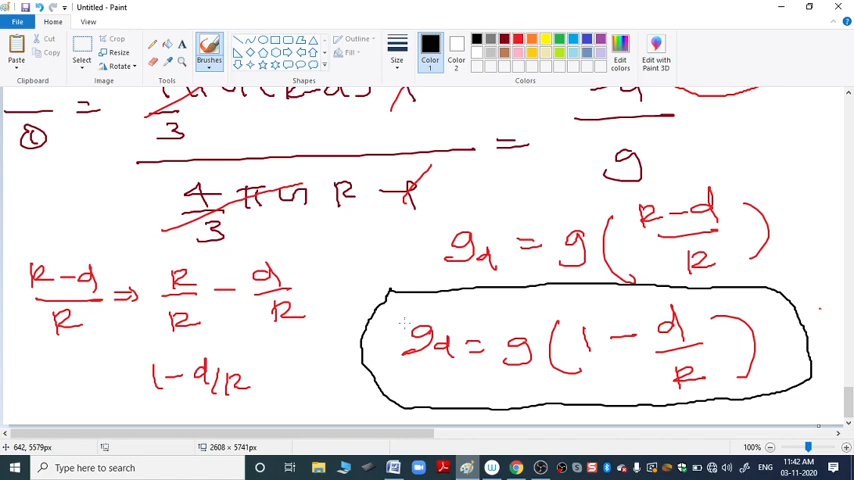 Untitled - Paint
File Home View
Paste
Cut
Copy
Clipboard
Select
Crop
Resize
Rotate
Image
Tools
Brushes
Shapes
Outline
Fill
Size
Color 1
Color 2
Colors
Edit colors
Edit with Paint 3D
a =
3
= g
4/3 π G R
g_d = g (R-d/R)
R-d/R ⇒ R/R - d/R
g_d = g (1 - d/R)
1 - d/R
642, 5579px
2608 × 5741px
100%
Type here to search
ENG
11:42 AM
03-11-2020